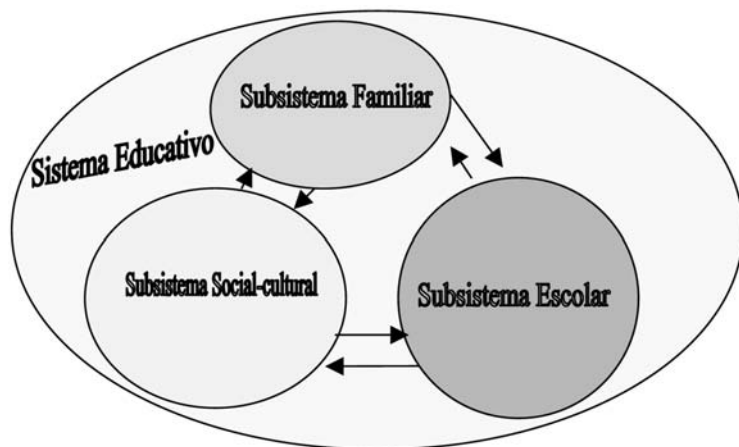 Subsistema Familiar
Sistema Educativo
Subsistema Social-cultural
Subsistema Escolar